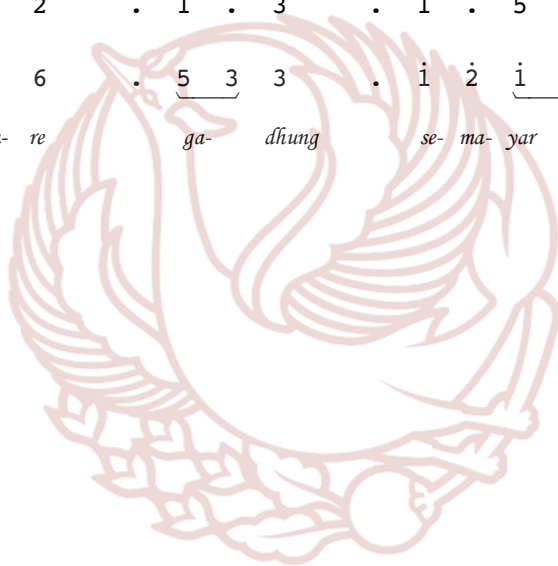 2 . 1 . 3 . 1 . 5
6 . 5 3 3 . i̇ 2̇ i̇
re ga- dhung se- ma- yar